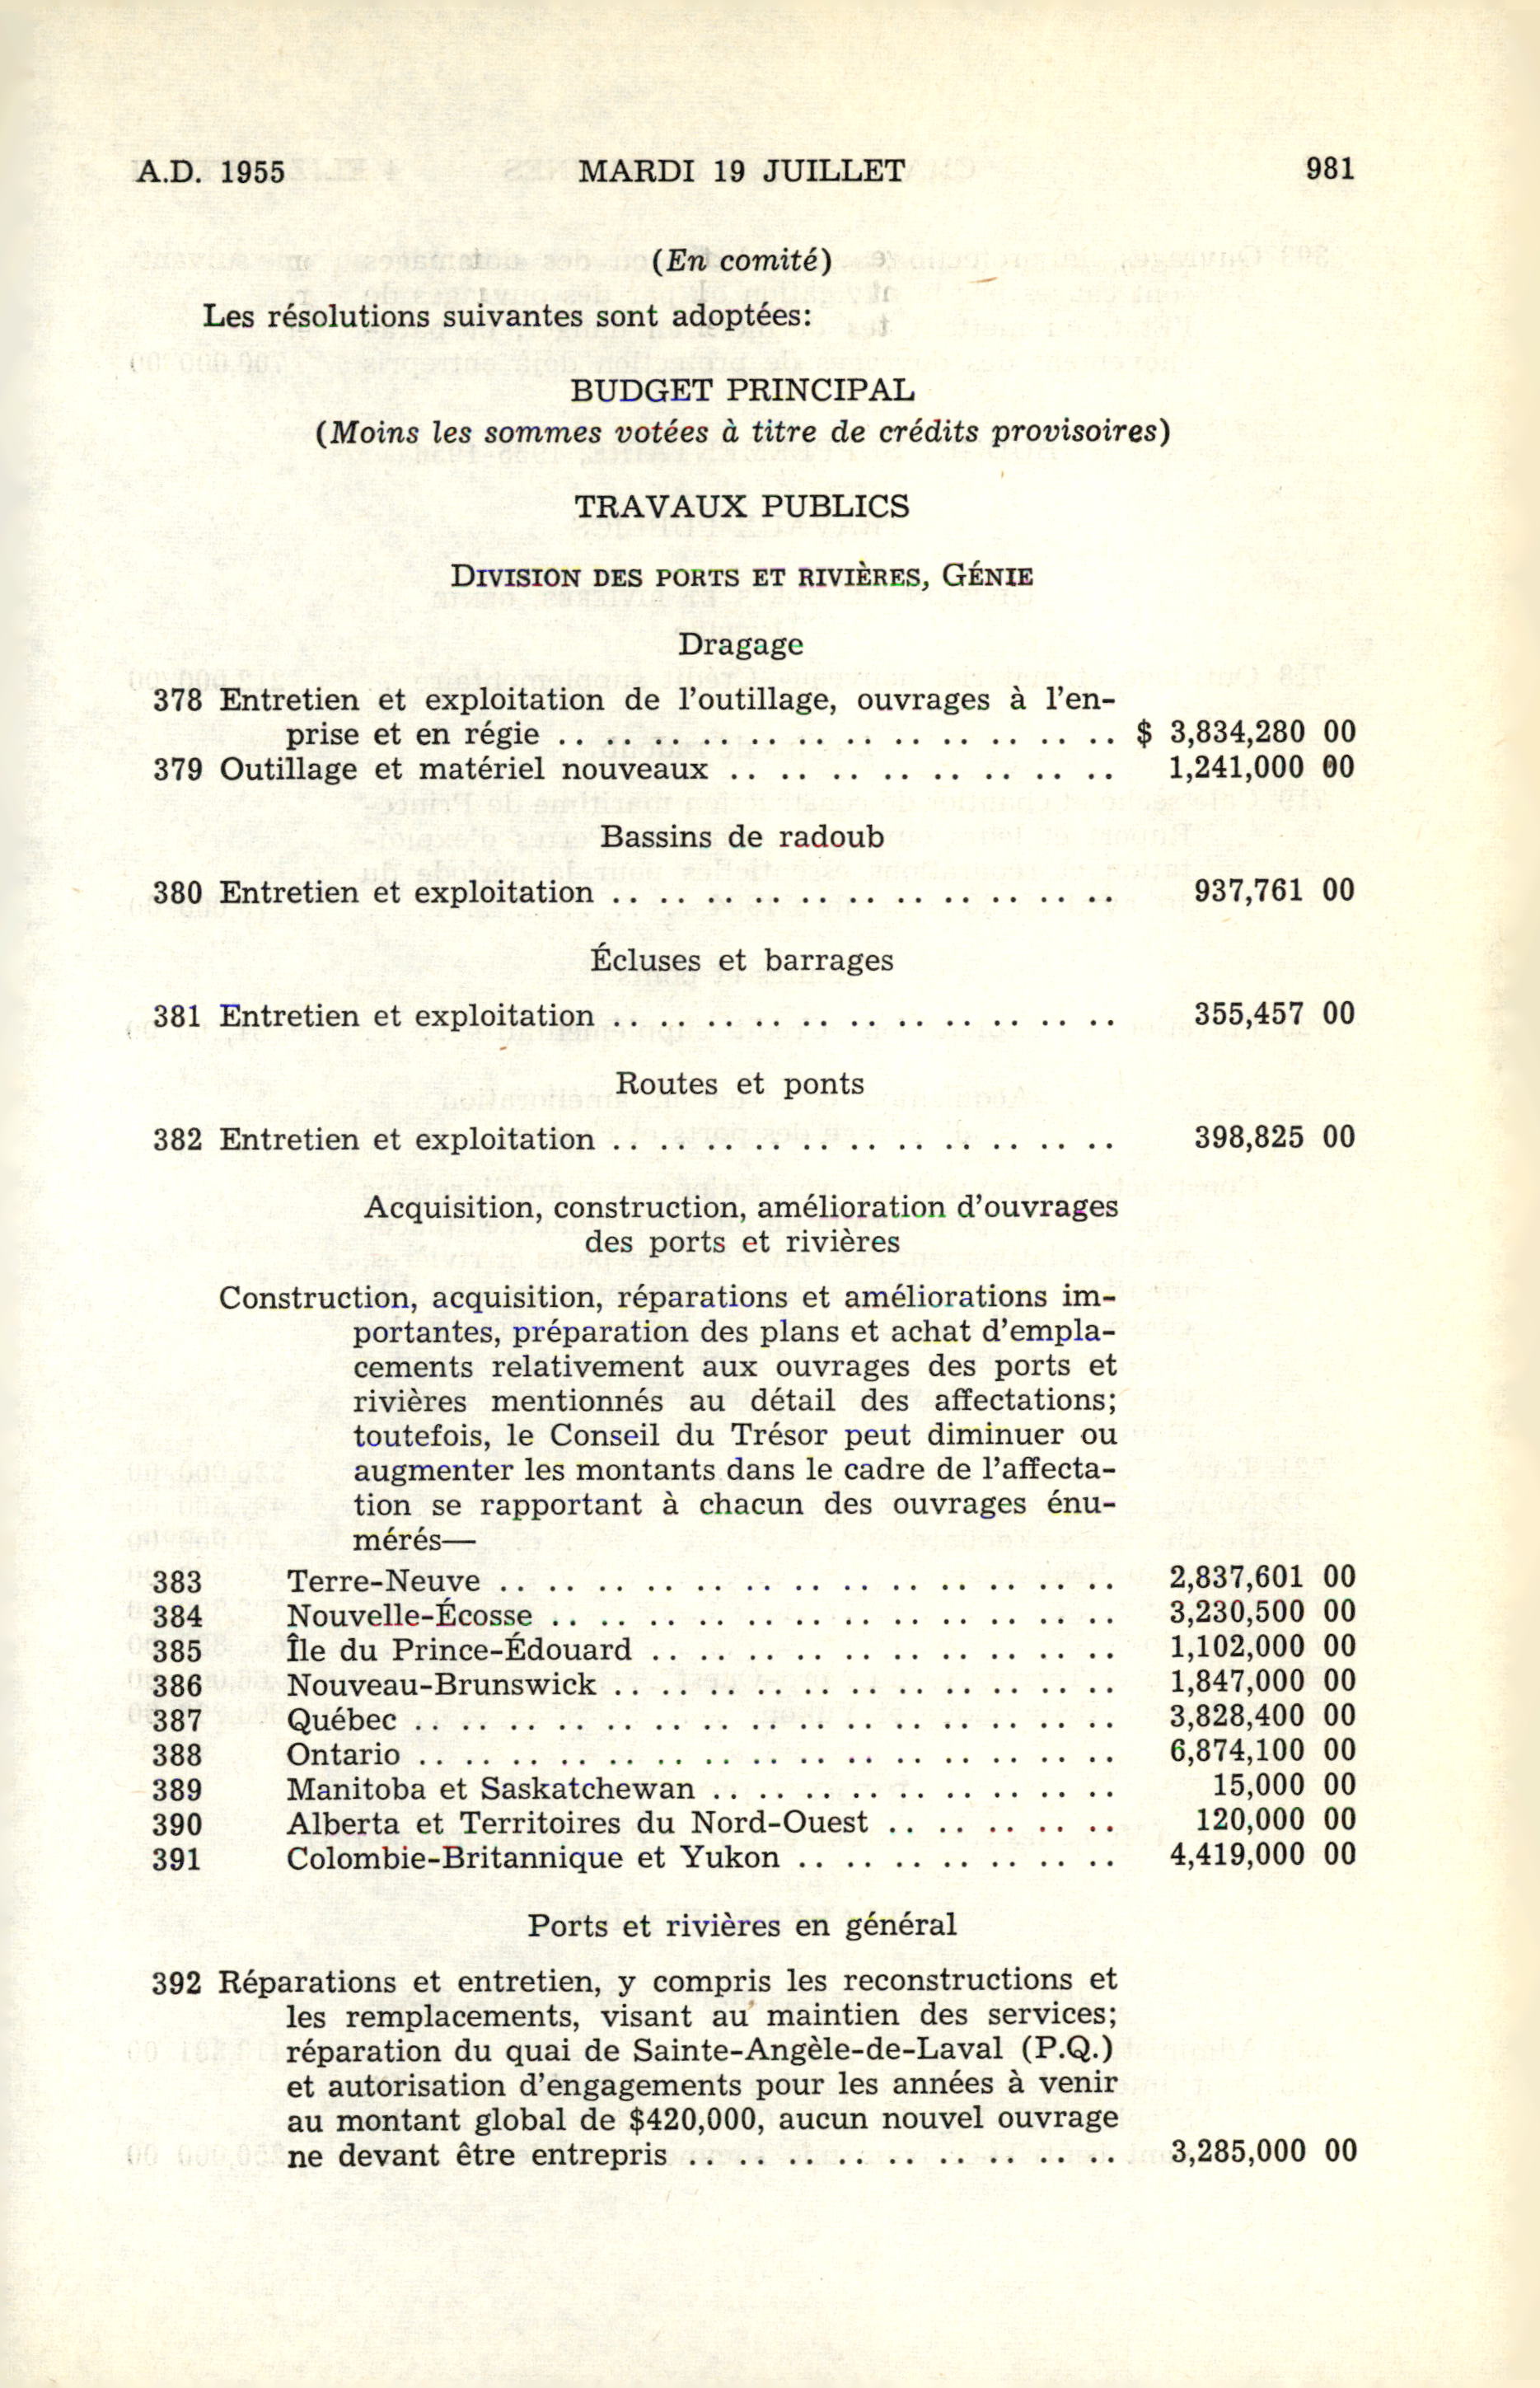 A.D. 1955 MARDI 19 JUILLET 981
(En comité)
Les résolutions suivantes sont adoptées:
BUDGET PRINCIPAL
(Moins les sommes votées à titre de crédits provisoires)
TRAVAUX PUBLICS
DIVISION DES PORTS ET RIVIÈRES, GÉNIE
Dragage
378 Entretien et exploitation de l'outillage, ouvrages à l'en-
prise et en régie . . . . . . . . . . . . . . . . . . . . . . . . $ 3,834,280 00
379 Outillage et matériel nouveaux . . . . . . . . . . . . . . . . 1,241,000 00
Bassins de radoub
380 Entretien et exploitation . . . . . . . . . . . . . . . . . . . . . . 937,761 00
Écluses et barrages
381 Entretien et exploitation . . . . . . . . . . . . . . . . . . . . . . 355,457 00
Routes et ponts
382 Entretien et exploitation . . . . . . . . . . . . . . . . . . . . . . 398,825 00
Acquisition, construction, amélioration d'ouvrages
des ports et rivières
Construction, acquisition, réparations et améliorations im-
portantes, préparation des plans et achat d'empla-
cements relativement aux ouvrages des ports et
rivières mentionnés au détail des affectations;
toutefois, le Conseil du Trésor peut diminuer ou
augmenter les montants dans le cadre de l'affecta-
tion se rapportant à chacun des ouvrages énu-
mérés—
383 Terre-Neuve . . . . . . . . . . . . . . . . . . . . . . . . . . 2,837,601 00
384 Nouvelle-Écosse . . . . . . . . . . . . . . . . . . . . . . . . 3,230,500 00
385 Île du Prince-Édouard . . . . . . . . . . . . . . . . . . . . 1,102,000 00
386 Nouveau-Brunswick . . . . . . . . . . . . . . . . . . . . . . 1,847,000 00
387 Québec . . . . . . . . . . . . . . . . . . . . . . . . . . . . . . 3,828,400 00
388 Ontario . . . . . . . . . . . . . . . . . . . . . . . . . . . . . . 6,874,100 00
389 Manitoba et Saskatchewan . . . . . . . . . . . . . . . . . 15,000 00
390 Alberta et Territoires du Nord-Ouest . . . . . . . . . . 120,000 00
391 Colombie-Britannique et Yukon . . . . . . . . . . . . . . 4,419,000 00
Ports et rivières en général
392 Réparations et entretien, y compris les reconstructions et
les remplacements, visant au maintien des services;
réparation du quai de Sainte-Angèle-de-Laval (P.Q.)
et autorisation d'engagements pour les années à venir
au montant global de $420,000, aucun nouvel ouvrage
ne devant être entrepris . . . . . . . . . . . . . . . . . . 3,285,000 00